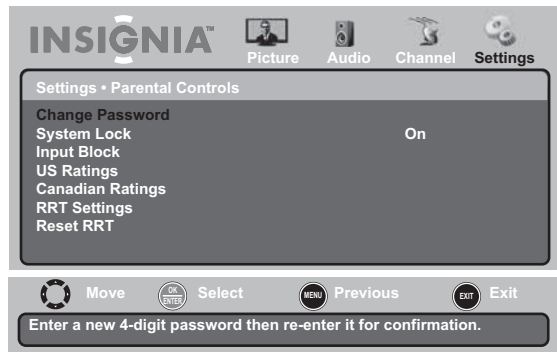 INSIGNIA™
Picture Audio Channel Settings
Settings • Parental Controls
Change Password
System Lock On
Input Block
US Ratings
Canadian Ratings
RRT Settings
Reset RRT
Move OK ENTER Select MENU Previous EXIT Exit
Enter a new 4-digit password then re-enter it for confirmation.